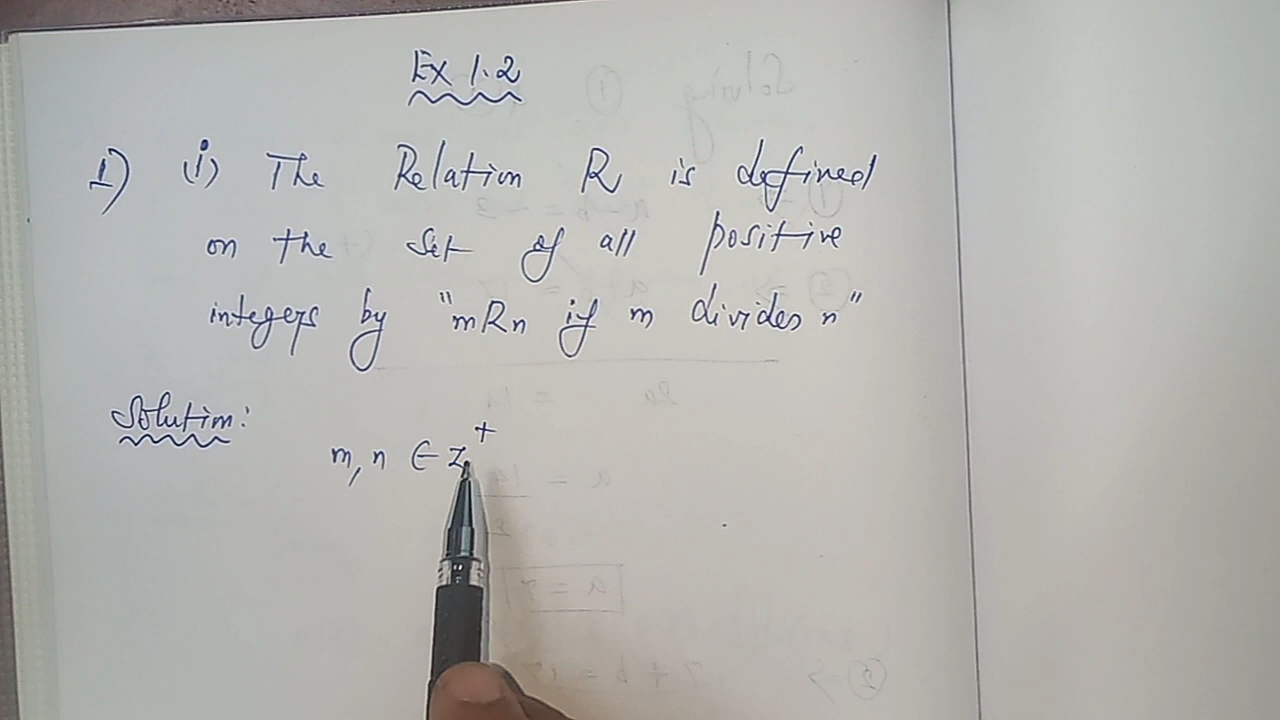 Ex 1.2
1) (i) The Relation R is defined
on the set of all positive
integers by "mRn if m divides n"
Solution:
m, n ∈ z⁺